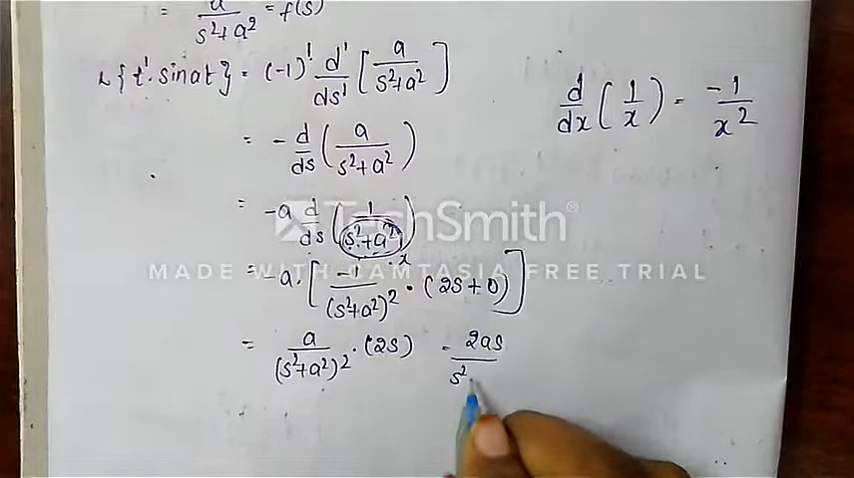 = a/(s²+a²) = f(s)
L{t¹. sinat} = (-1)¹ d¹/ds¹ [a/(s²+a²)]
= -d/ds (a/(s²+a²))
= -a d/ds (1/(s²+a²))
x
= -a. [-1/(s²+a²)² . (2s+0)]
= a/(s²+a²)² . (2s) = 2as/s²
d/dx (1/x) = -1/x²
TechSmith
MADE WITH CAMTASIA FREE TRIAL